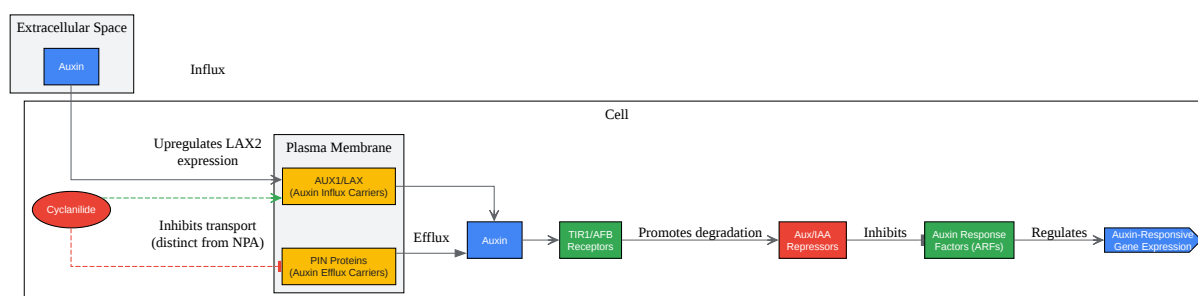 Extracellular Space
Auxin
Influx
Cell
Upregulates LAX2
expression
Plasma Membrane
AUX1/LAX
(Auxin Influx Carriers)
Cyclanilide
Inhibits transport
(distinct from NPA)
PIN Proteins
(Auxin Efflux Carriers)
Efflux
Auxin
TIR1/AFB
Receptors
Promotes degradation
Aux/IAA
Repressors
Inhibits
Auxin Response
Factors (ARFs)
Regulates
Auxin-Responsive
Gene Expression